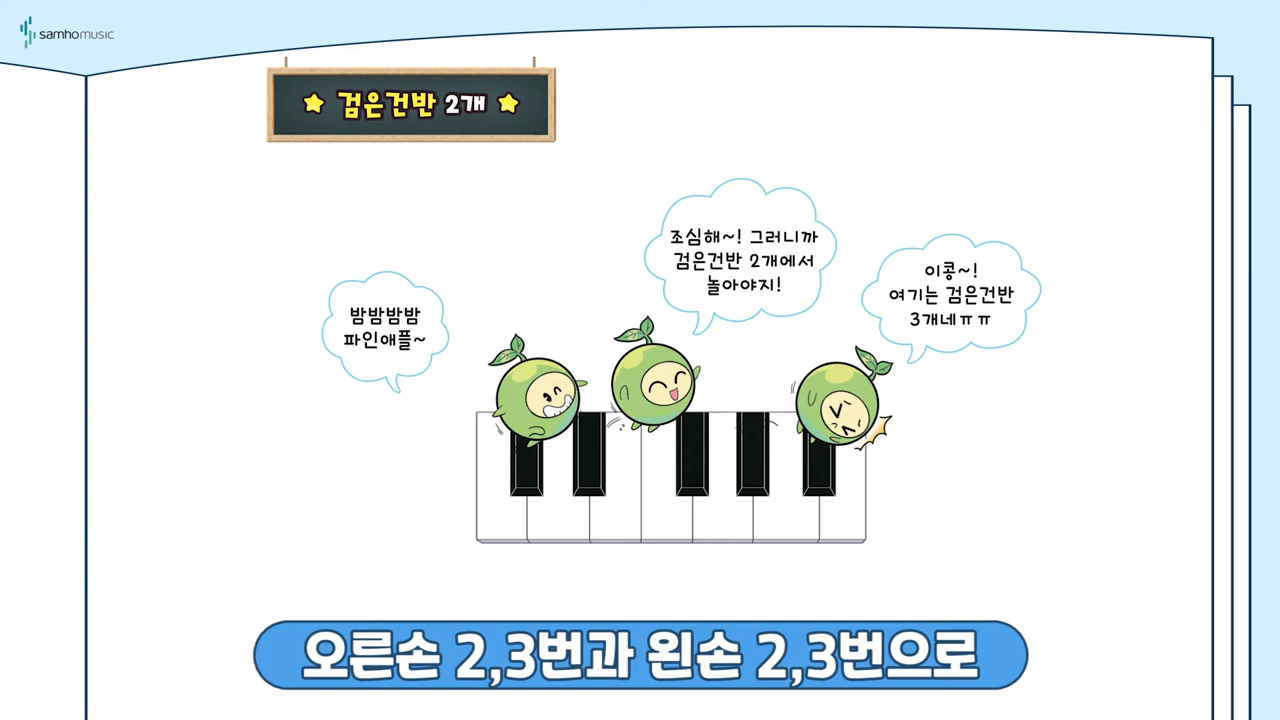 samhomusic
검은건반 2개
밤밤밤밤
파인애플~
조심해~! 그러니까
검은건반 2개에서
놀아야지!
이콩~!
여기는 검은건반
3개네ㅠㅠ
오른손 2,3번과 왼손 2,3번으로